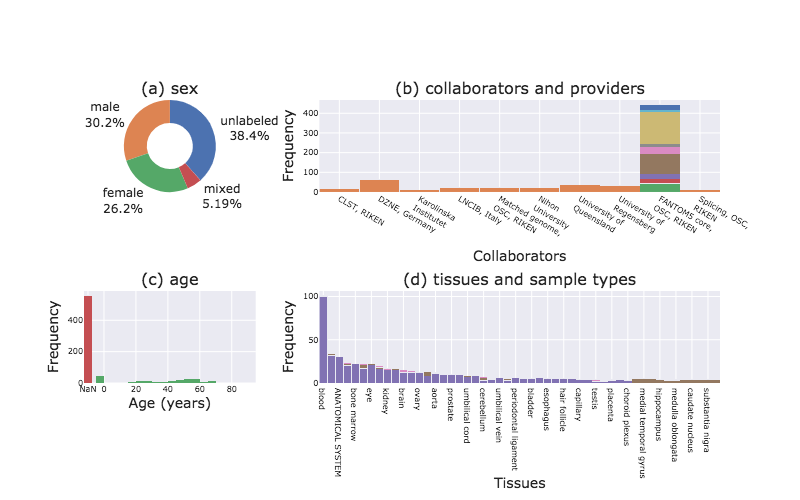 (a) sex
male
30.2%
unlabeled
38.4%
female
26.2%
mixed
5.19%
(b) collaborators and providers
Frequency
400
300
200
100
0
CLST, RIKEN
DZNE, Germany
Karolinska
Institutet
LNCIB, Italy
Matched genome,
OSC, RIKEN
Nihon
University
University of
Queensland
University of
Regensberg
FANTOM5 core,
OSC, RIKEN
Splicing, OSC,
RIKEN
Collaborators
(c) age
Frequency
400
200
0
NaN
0
20
40
60
80
Age (years)
(d) tissues and sample types
Frequency
100
50
0
blood
ANATOMICAL SYSTEM
bone marrow
eye
kidney
brain
ovary
aorta
prostate
umbilical cord
cerebellum
umbilical vein
periodontal ligament
bladder
esophagus
hair follicle
capillary
testis
placenta
choroid plexus
medial temporal gyrus
hippocampus
medulla oblongata
caudate nucleus
substantia nigra
Tissues